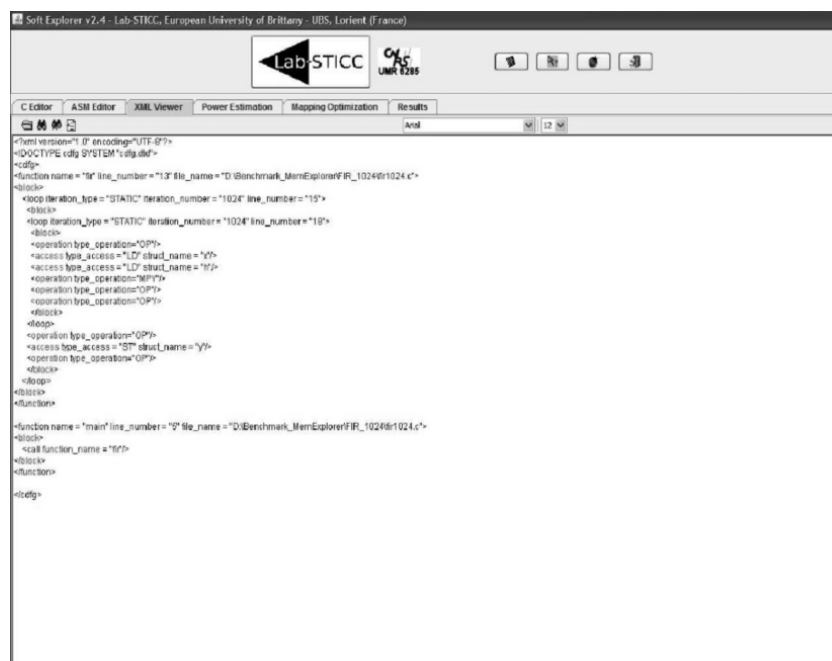 Soft Explorer v2.4 - Lab-STICC, European University of Brittany - UBS, Lorient (France)
Lab-STICC
CNRS
UMR 6285
C Editor ASM Editor XML Viewer Power Estimation Mapping Optimization Results
Arial 12
<?xml version="1.0" encoding="UTF-8"?>
<!DOCTYPE cdfg SYSTEM "cdfg.dtd">
<cdfg>
<function name = "fir" line_number = "13" file_name = "D:\Benchmark_MemExplorer\FIR_1024\fir1024.c">
<block>
<loop iteration_type = "STATIC" iteration_number = "1024" line_number = "15">
<block>
<loop iteration_type = "STATIC" iteration_number = "1024" line_number = "18">
<block>
<operation type_operation="OP"/>
<access type_access = "LD" struct_name = "x"/>
<access type_access = "LD" struct_name = "h"/>
<operation type_operation="MPY"/>
<operation type_operation="OP"/>
<operation type_operation="OP"/>
</block>
</loop>
<operation type_operation="OP"/>
<access type_access = "ST" struct_name = "y"/>
<operation type_operation="OP"/>
</block>
</loop>
</block>
</function>
<function name = "main" line_number = "5" file_name = "D:\Benchmark_MemExplorer\FIR_1024\fir1024.c">
<block>
<call function_name = "fir"/>
</block>
</function>
</cdfg>